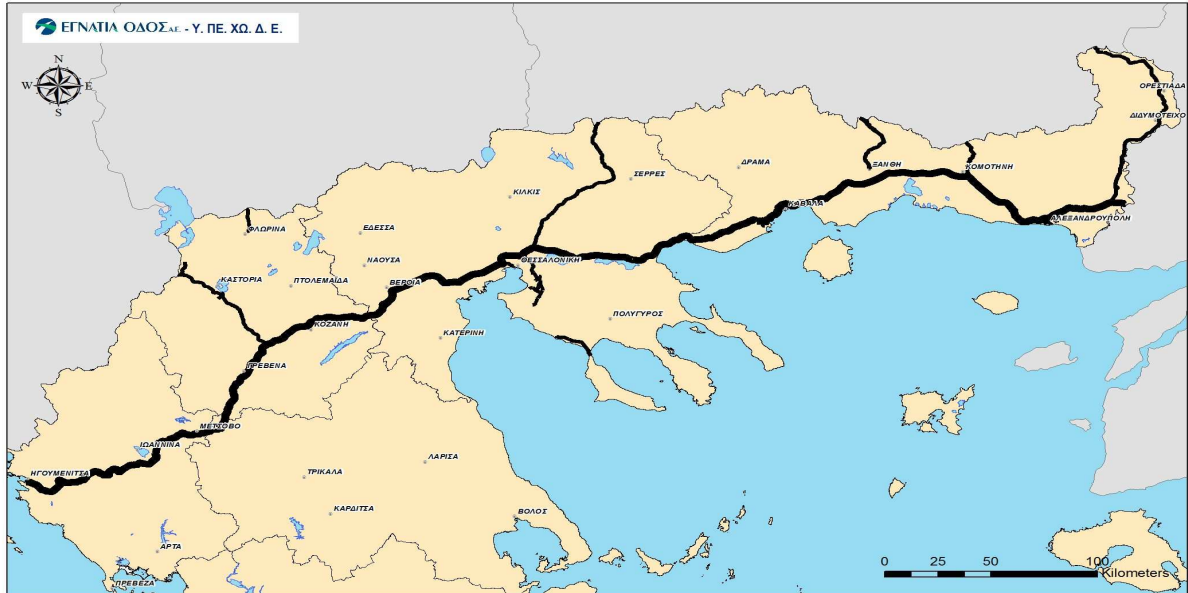 ΕΓΝΑΤΙΑ ΟΔΟΣ Α.Ε. - Υ. ΠΕ. ΧΩ. Δ. Ε.
N
W E
S
ΟΡΕΣΤΙΑΔΑ
ΔΙΔΥΜΟΤΕΙΧΟ
ΔΡΑΜΑ
ΞΑΝΘΗ
ΚΟΜΟΤΗΝΗ
ΣΕΡΡΕΣ
ΚΙΛΚΙΣ
ΚΑΒΑΛΑ
ΑΛΕΞΑΝΔΡΟΥΠΟΛΗ
ΦΛΩΡΙΝΑ
ΕΔΕΣΣΑ
ΝΑΟΥΣΑ
ΘΕΣΣΑΛΟΝΙΚΗ
ΚΑΣΤΟΡΙΑ
ΠΤΟΛΕΜΑΙΔΑ
ΒΕΡΟΙΑ
ΠΟΛΥΓΥΡΟΣ
ΚΟΖΑΝΗ
ΚΑΤΕΡΙΝΗ
ΓΡΕΒΕΝΑ
ΜΕΤΣΟΒΟ
ΙΩΑΝΝΙΝΑ
ΗΓΟΥΜΕΝΙΤΣΑ
ΛΑΡΙΣΑ
ΤΡΙΚΑΛΑ
ΚΑΡΔΙΤΣΑ
ΒΟΛΟΣ
ΑΡΤΑ
ΠΡΕΒΕΖΑ
0 25 50 100
Kilometers